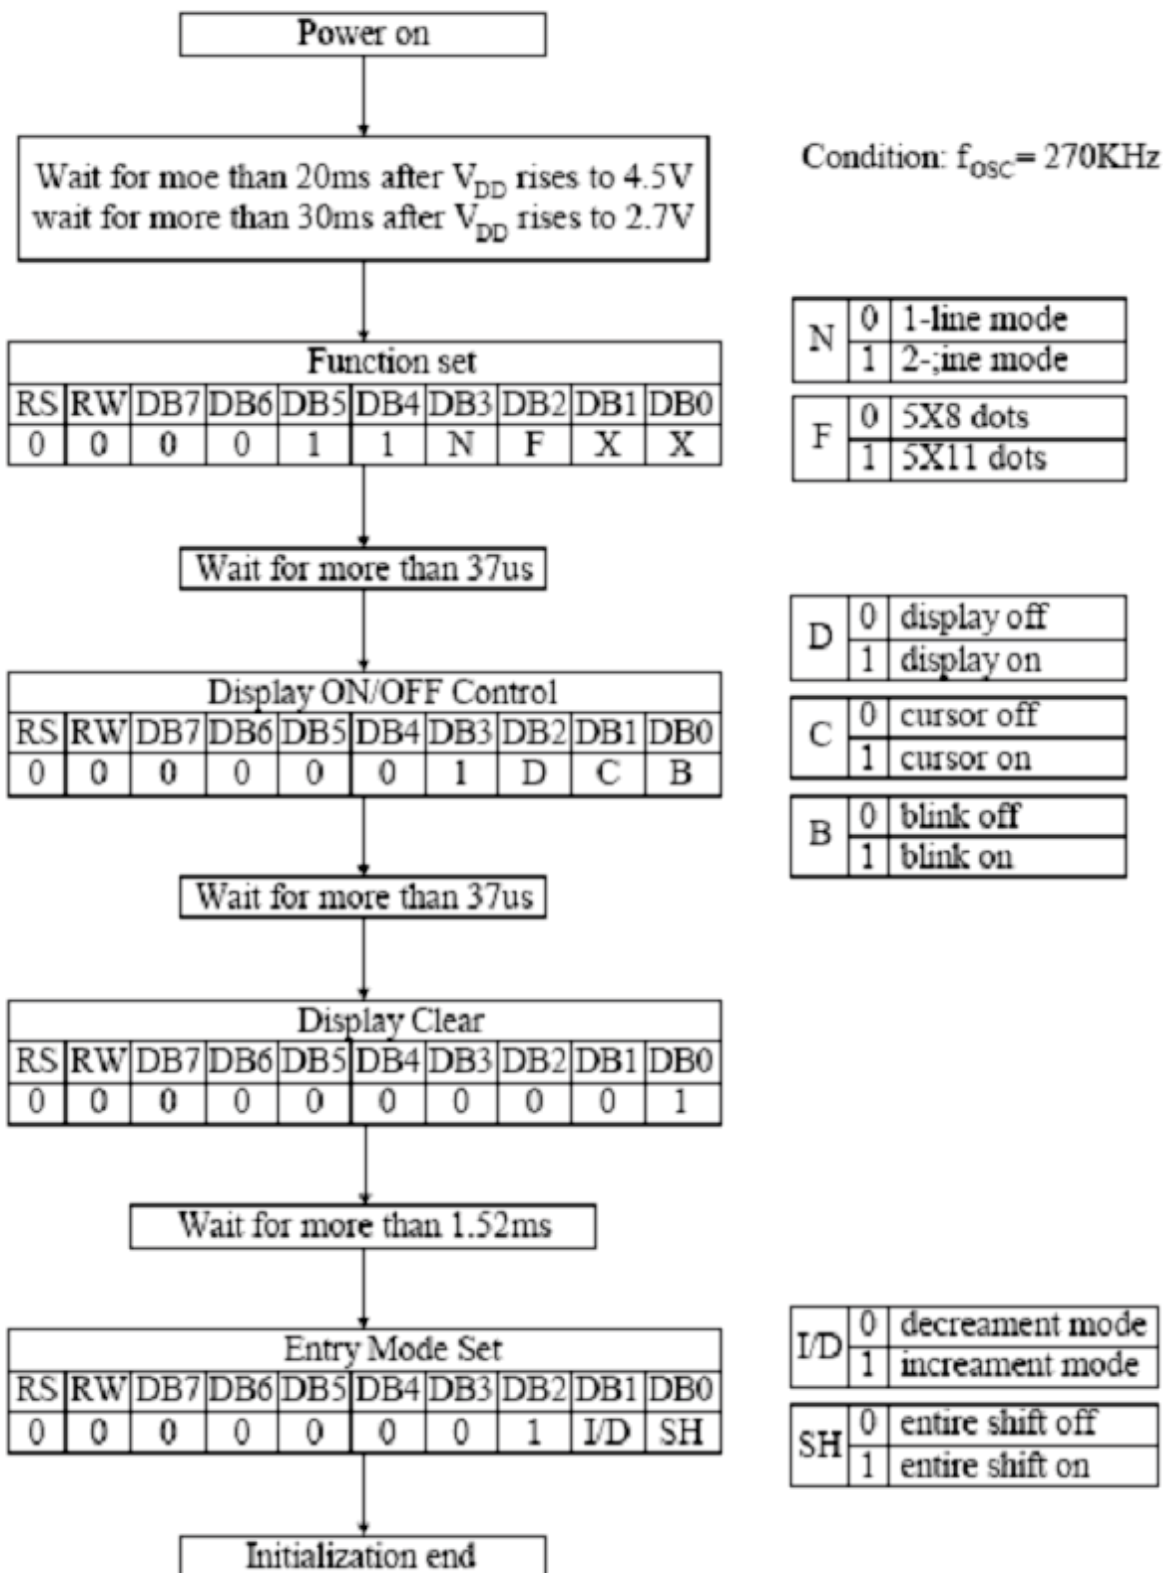 Power on
Wait for moe than 20ms after VDD rises to 4.5V
wait for more than 30ms after VDD rises to 2.7V
Condition: fOSC= 270KHz
Function set
RS RW DB7 DB6 DB5 DB4 DB3 DB2 DB1 DB0
0 0 0 0 1 1 N F X X
N 0 1-line mode
1 2-;ine mode
F 0 5X8 dots
1 5X11 dots
Wait for more than 37us
Display ON/OFF Control
RS RW DB7 DB6 DB5 DB4 DB3 DB2 DB1 DB0
0 0 0 0 0 0 1 D C B
D 0 display off
1 display on
C 0 cursor off
1 cursor on
B 0 blink off
1 blink on
Wait for more than 37us
Display Clear
RS RW DB7 DB6 DB5 DB4 DB3 DB2 DB1 DB0
0 0 0 0 0 0 0 0 0 1
Wait for more than 1.52ms
Entry Mode Set
RS RW DB7 DB6 DB5 DB4 DB3 DB2 DB1 DB0
0 0 0 0 0 0 0 1 I/D SH
I/D 0 decreament mode
1 increament mode
SH 0 entire shift off
1 entire shift on
Initialization end